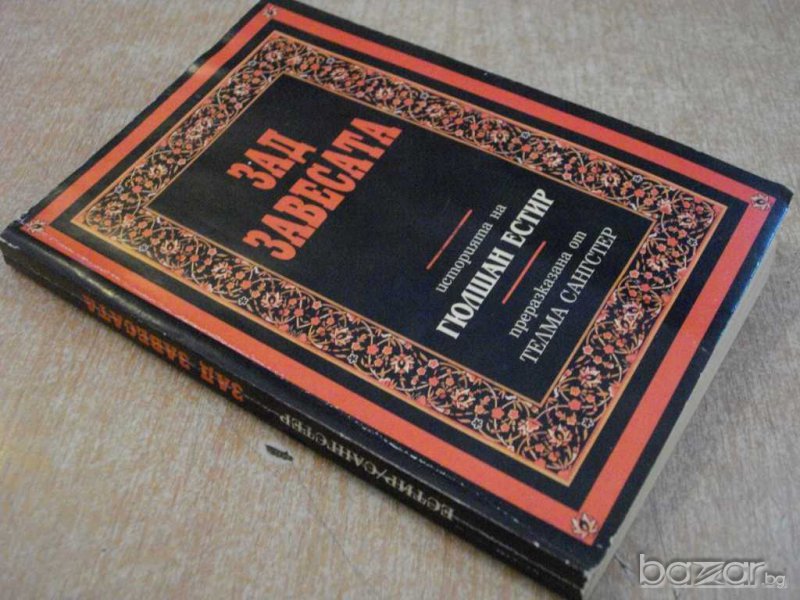 ЗАД
ЗАВЕСАТА
историята на
ГЮЛШАН ЕСТИР
преразказана от
ТЕЛМА САНГСТЕР
ЗАД ЗАВЕСАТА
ЕСТИР/САНГСТЕР
bazar.bg